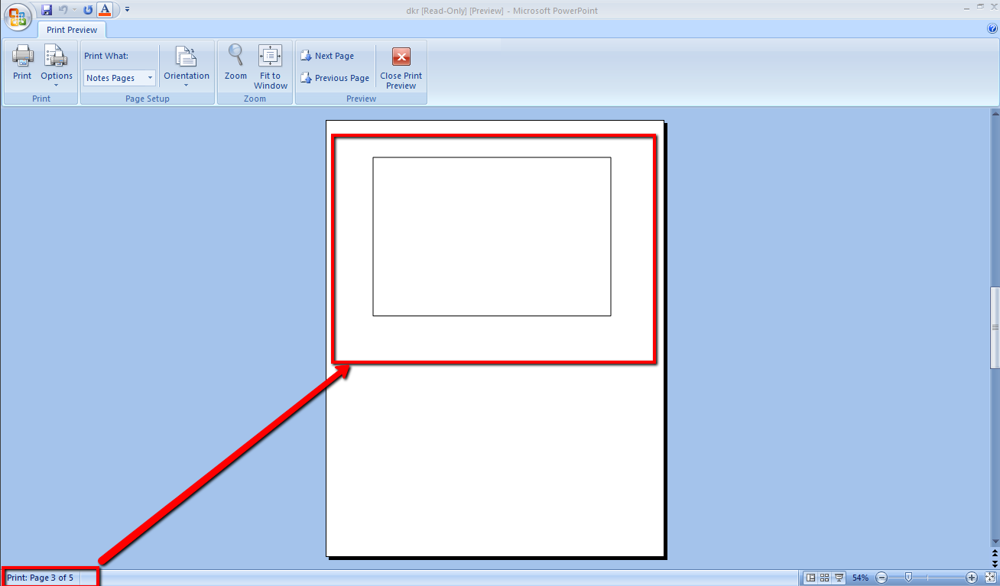 dkr [Read-Only] [Preview] - Microsoft PowerPoint
A
Print Preview
Print What:
Next Page
Notes Pages
Previous Page
Print
Options
Orientation
Zoom
Fit to
Window
Close Print
Preview
Print
Page Setup
Zoom
Preview
Print: Page 3 of 5
54%